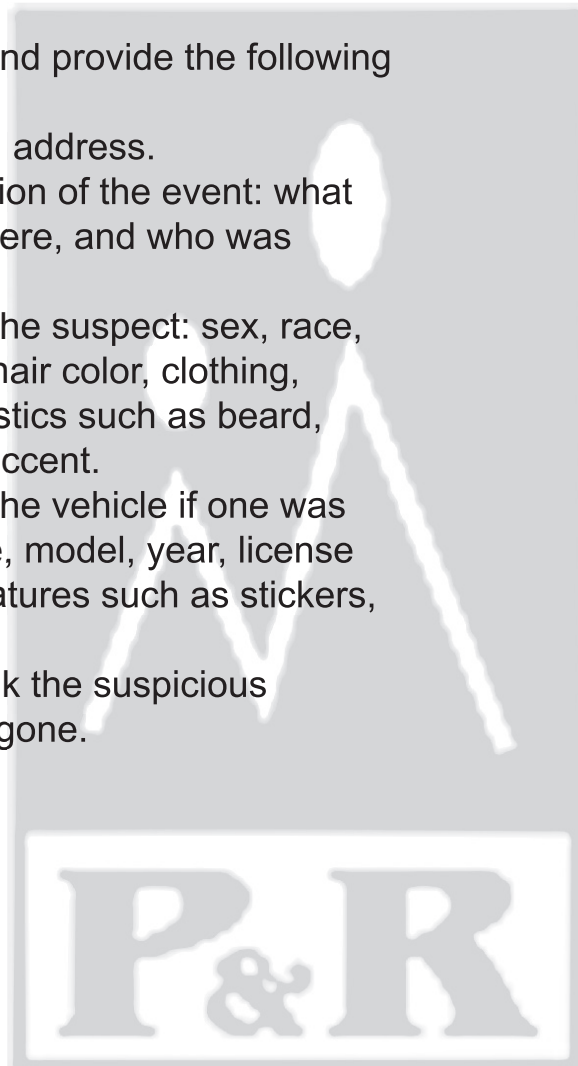 nd provide the following
address.
ion of the event: what
ere, and who was
he suspect: sex, race,
hair color, clothing,
stics such as beard,
ccent.
he vehicle if one was
, model, year, license
atures such as stickers,
k the suspicious
gone.
P&R